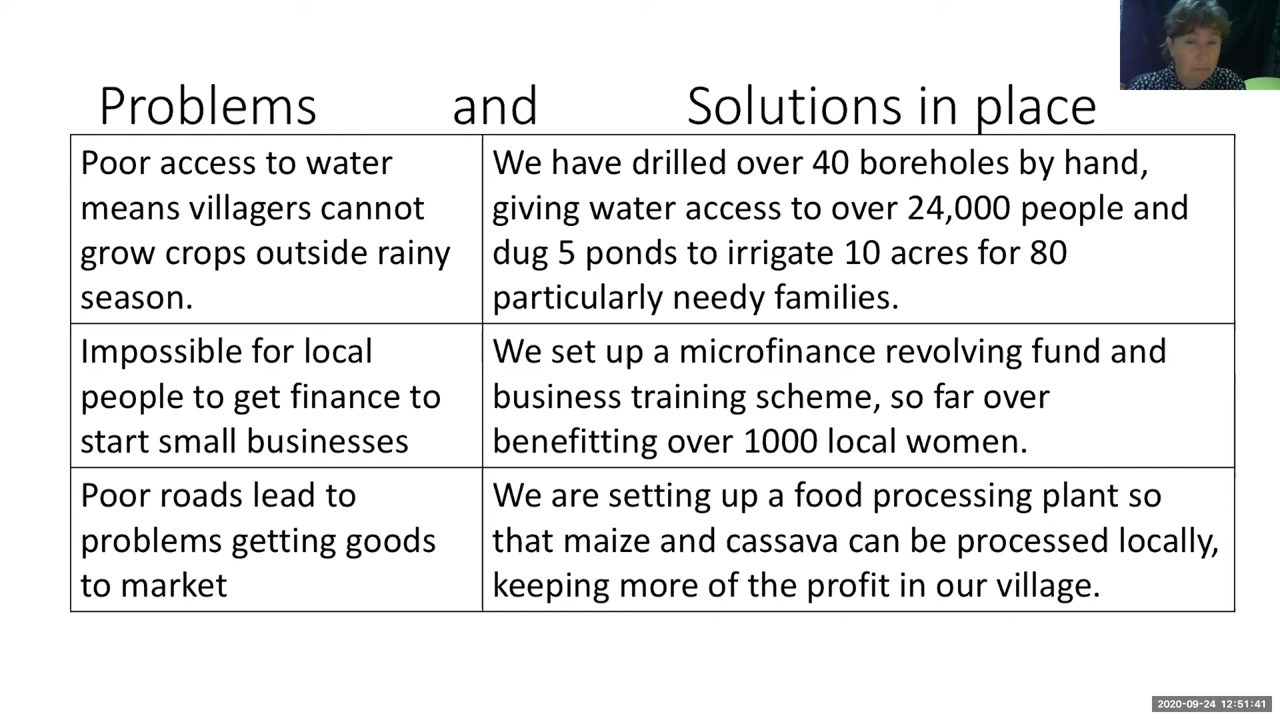 Problems and Solutions in place
Poor access to water
means villagers cannot
grow crops outside rainy
season.
We have drilled over 40 boreholes by hand,
giving water access to over 24,000 people and
dug 5 ponds to irrigate 10 acres for 80
particularly needy families.
Impossible for local
people to get finance to
start small businesses
We set up a microfinance revolving fund and
business training scheme, so far over
benefitting over 1000 local women.
Poor roads lead to
problems getting goods
to market
We are setting up a food processing plant so
that maize and cassava can be processed locally,
keeping more of the profit in our village.
2020-09-24 12:51:41